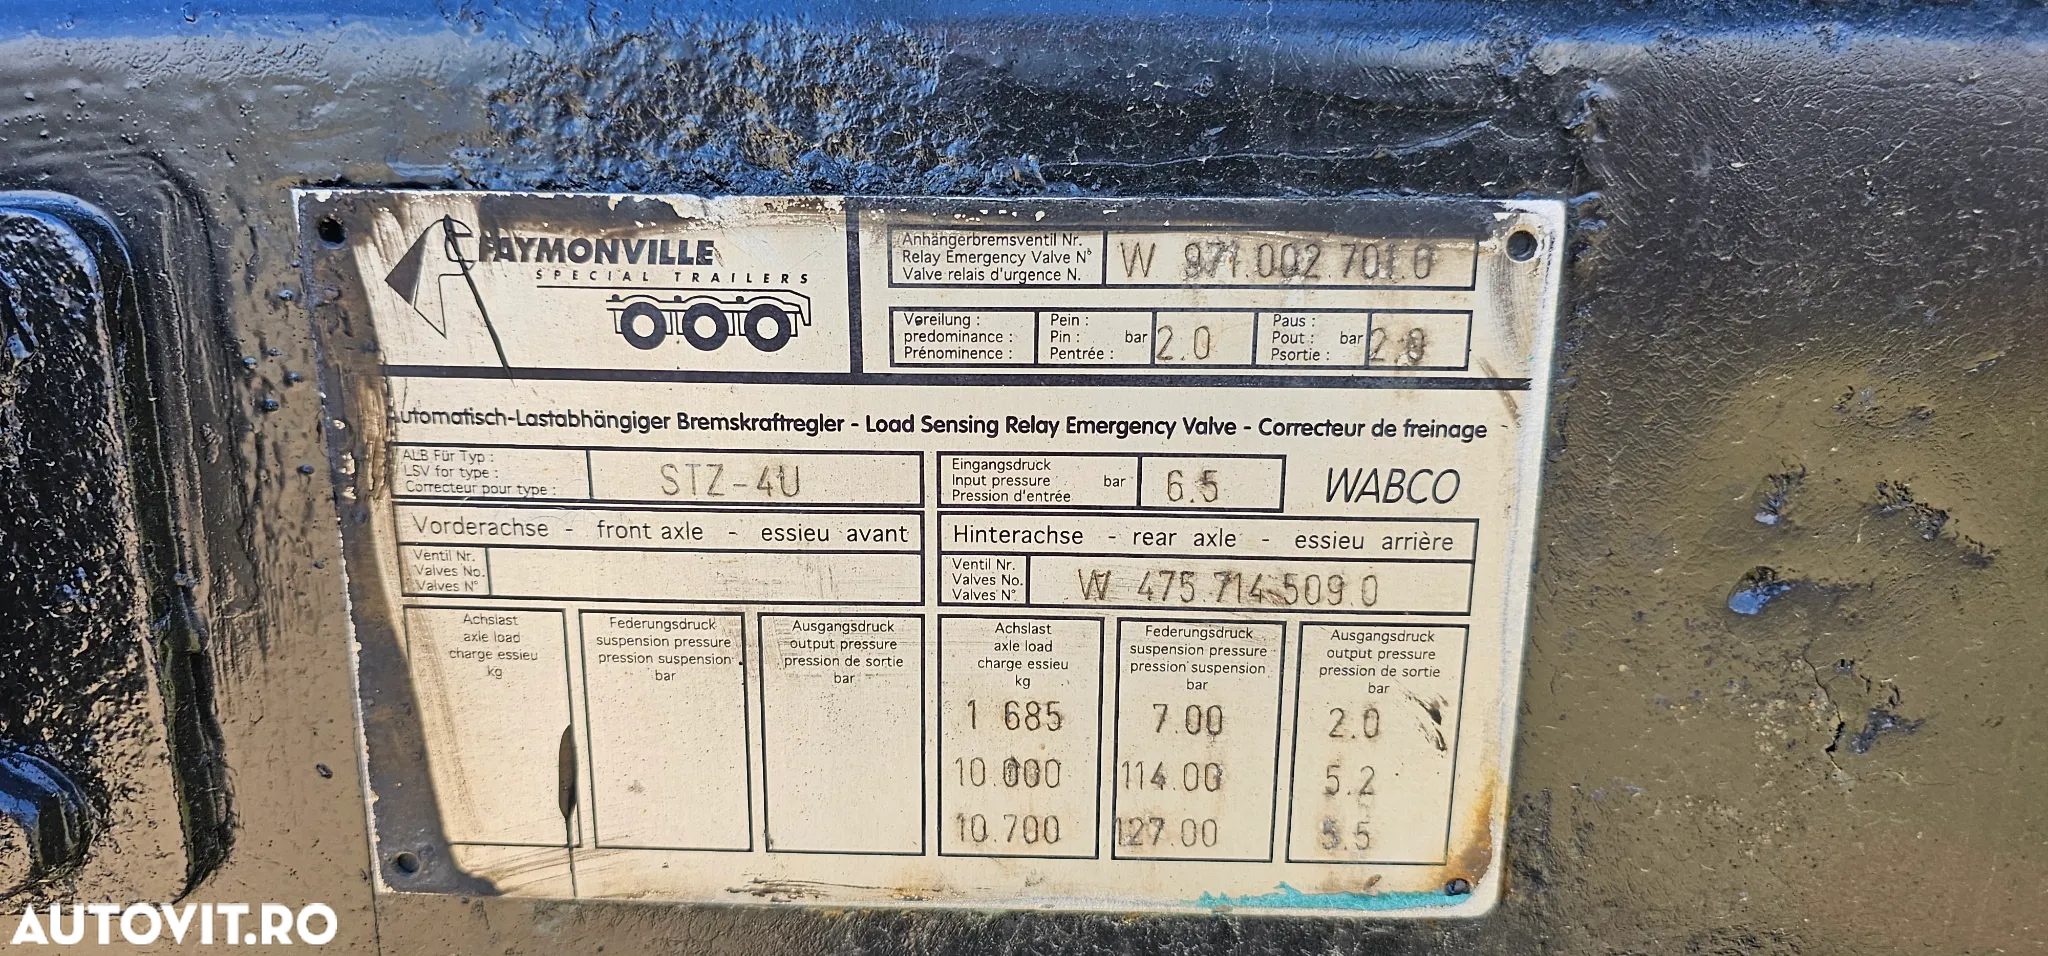 FAYMONVILLE
SPECIAL TRAILERS
Anhängerbremsventil Nr.
Relay Emergency Valve N°
Valve relais d'urgence N.
W 971.002.701.0
Voreilung :
predominance :
Prénominence :
Pein :
Pin : bar
Pentrée :
2.0
Paus :
Pout : bar
Psortie :
Automatisch-Lastabhängiger Bremskraftregler - Load Sensing Relay Emergency Valve - Correcteur de freinage
ALB Für Typ :
LSV for type :
Correcteur pour type :
STZ-4U
Eingangsdruck
Input pressure bar
Pression d'entrée
6.5
WABCO
Vorderachse - front axle - essieu avant
Ventil Nr.
Valves No.
Valves N°
Hinterachse - rear axle - essieu arrière
Ventil Nr.
Valves No.
Valves N°
W 475.714.509.0
Achslast
axle load
charge essieu
kg
Federungsdruck
suspension pressure
pression suspension
bar
Ausgangsdruck
output pressure
pression de sortie
bar
Achslast
axle load
charge essieu
kg
Federungsdruck
suspension pressure
pression suspension
bar
Ausgangsdruck
output pressure
pression de sortie
bar
1 685 7.00 2.0
10.000 114.00 5.2
10.700 127.00 5.5
AUTOVIT.RO